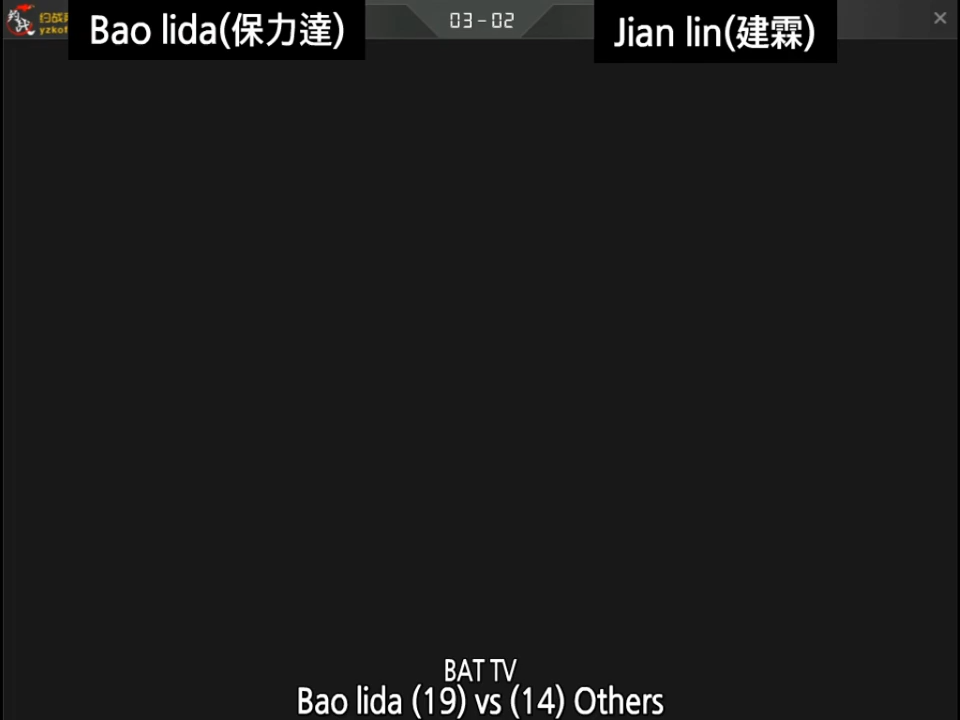 Bao lida(保力達)
03-02
Jian lin(建霖)
BAT TV
Bao lida (19) vs (14) Others